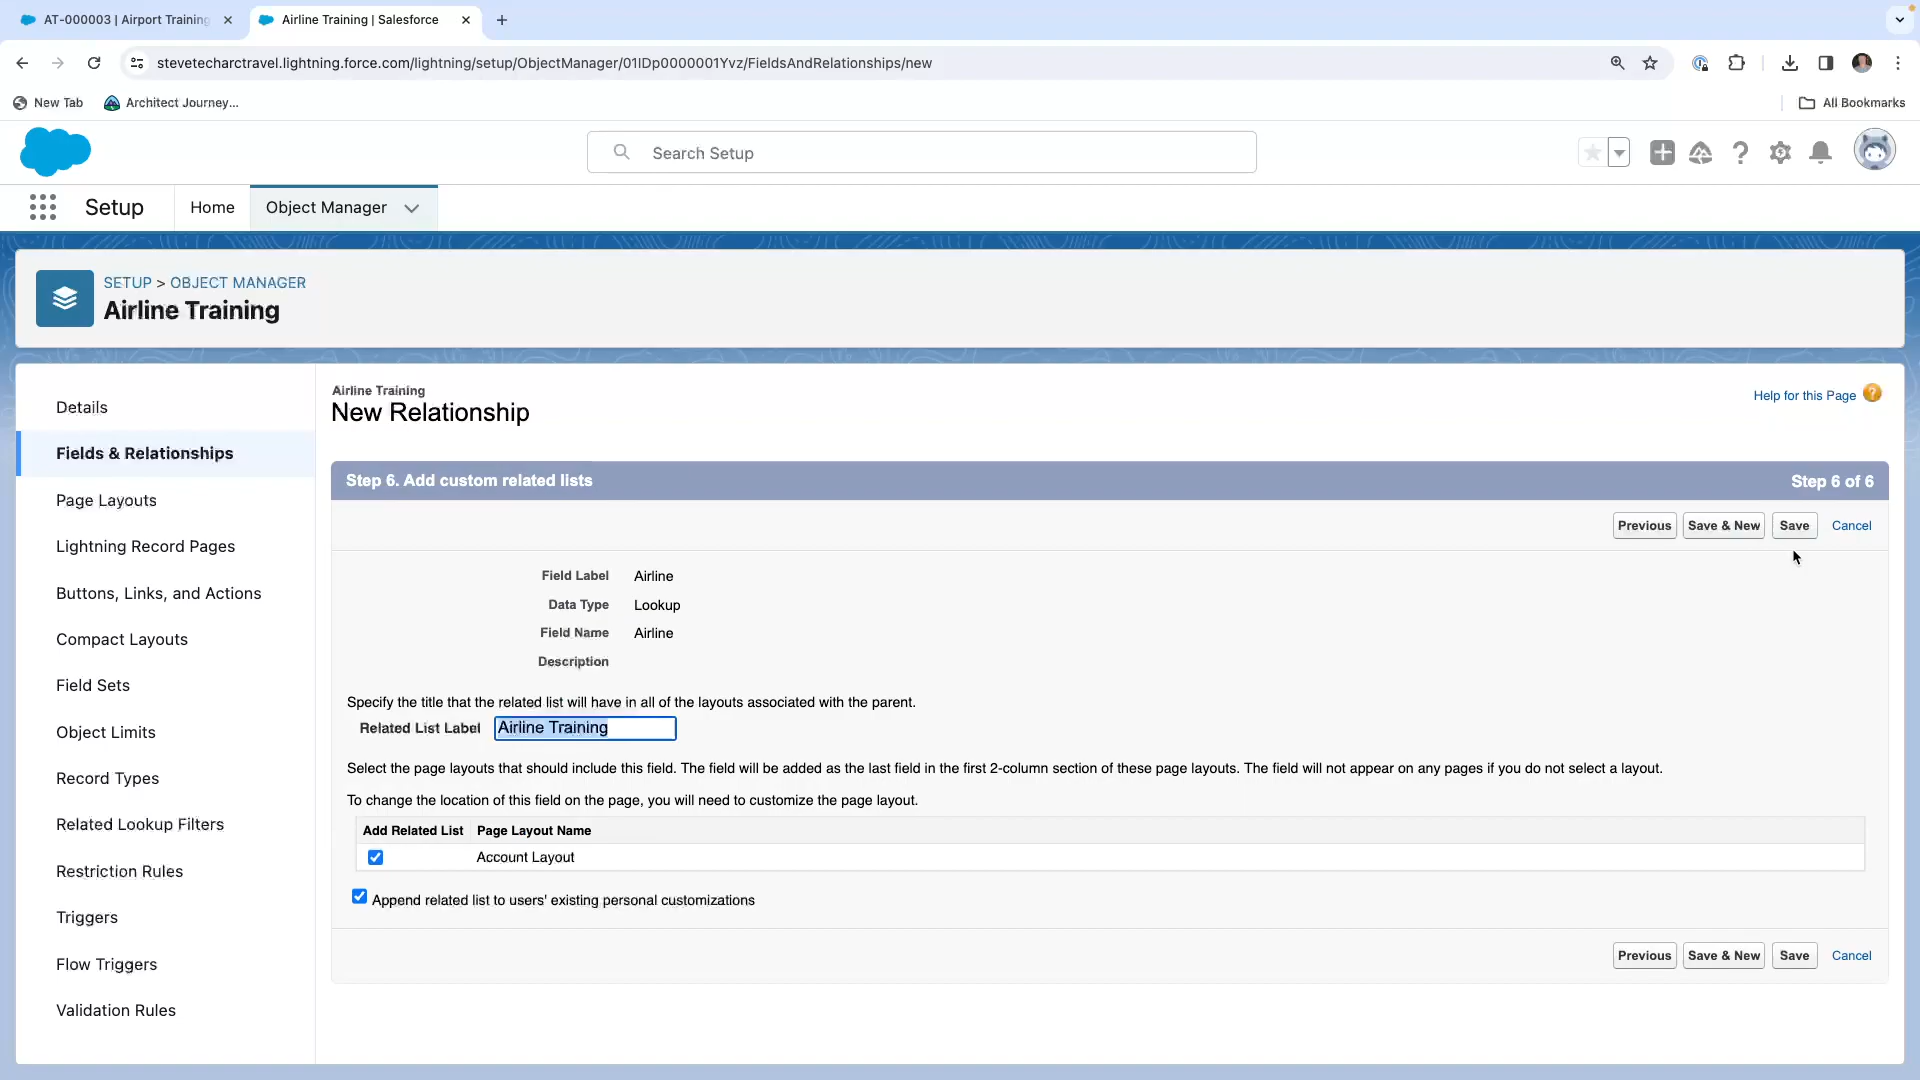 AT-000003 | Airport Training
Airline Training | Salesforce
stevetecharctravel.lightning.force.com/lightning/setup/ObjectManager/01IDp0000001Yvz/FieldsAndRelationships/new
New Tab
Architect Journey...
All Bookmarks
Search Setup
Setup
Home
Object Manager
SETUP > OBJECT MANAGER
Airline Training
Details
Fields & Relationships
Page Layouts
Lightning Record Pages
Buttons, Links, and Actions
Compact Layouts
Field Sets
Object Limits
Record Types
Related Lookup Filters
Restriction Rules
Triggers
Flow Triggers
Validation Rules
Airline Training
New Relationship
Help for this Page
Step 6. Add custom related lists
Step 6 of 6
Previous Save & New Save Cancel
Field Label Airline
Data Type Lookup
Field Name Airline
Description
Specify the title that the related list will have in all of the layouts associated with the parent.
Related List Label Airline Training
Select the page layouts that should include this field. The field will be added as the last field in the first 2-column section of these page layouts. The field will not appear on any pages if you do not select a layout.
To change the location of this field on the page, you will need to customize the page layout.
Add Related List Page Layout Name
Account Layout
Append related list to users' existing personal customizations
Previous Save & New Save Cancel